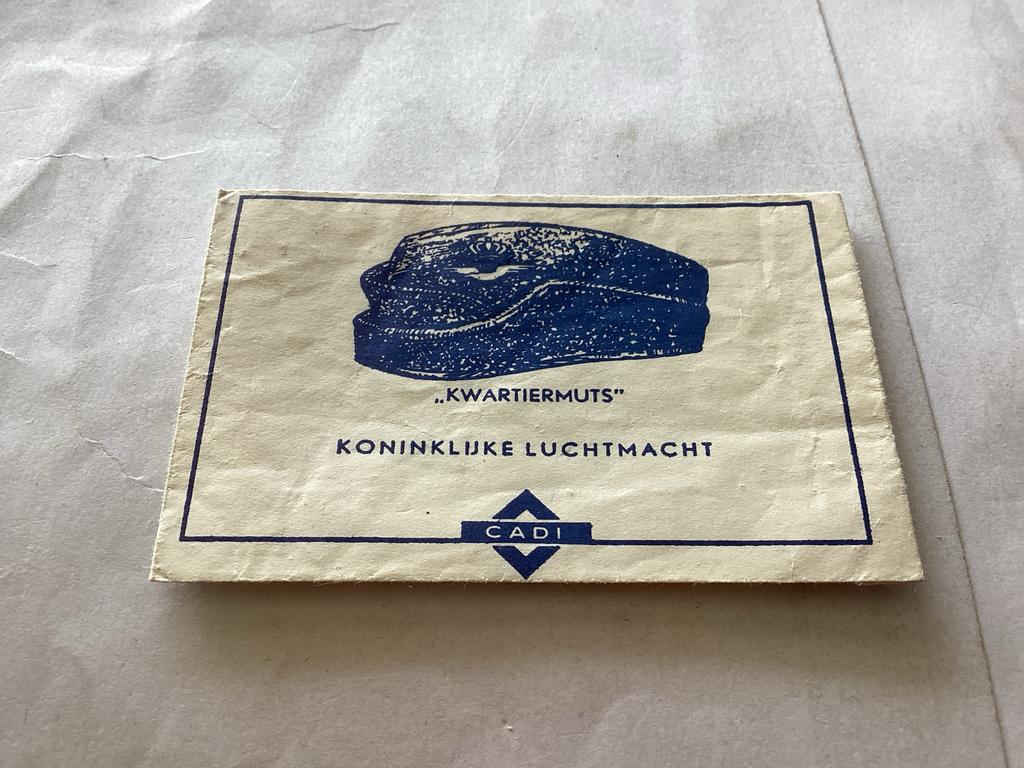 „KWARTIERMUTS”
KONINKLIJKE LUCHTMACHT
CADI